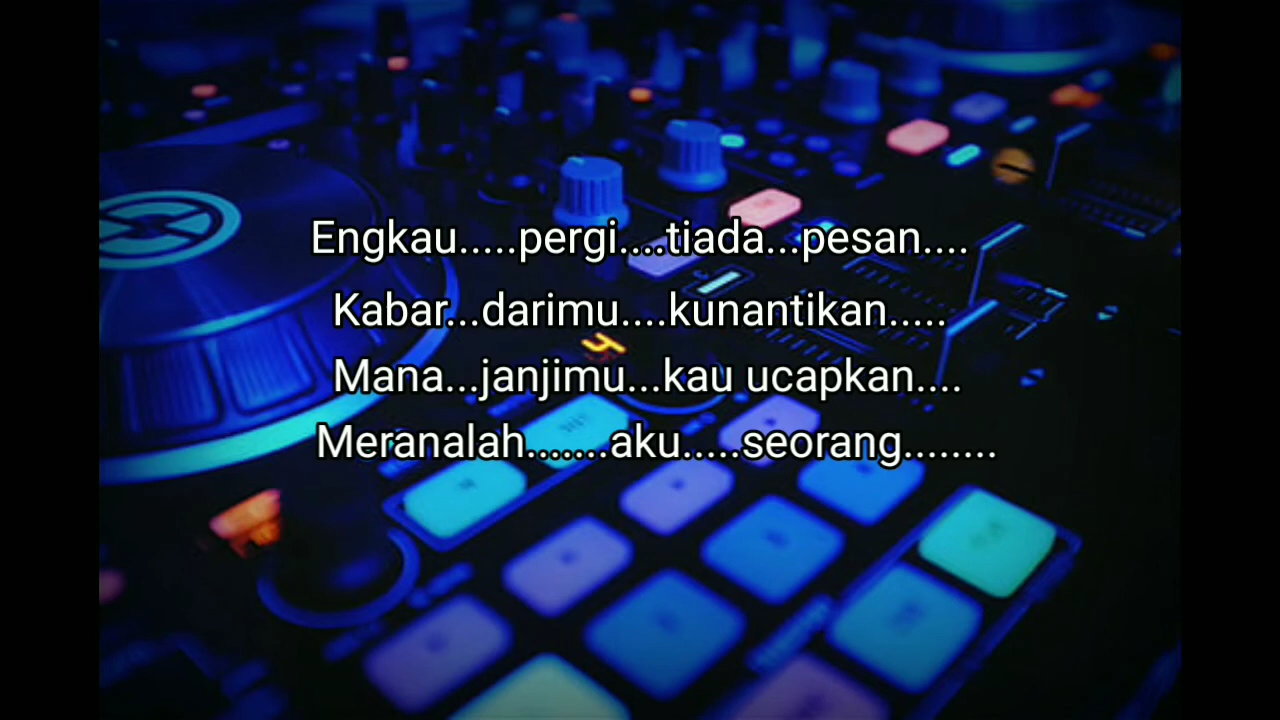 Engkau.....pergi....tiada...pesan....
Kabar...darimu....kunantikan.....
Mana...janjimu...kau ucapkan....
Meranalah.......aku.....seorang........